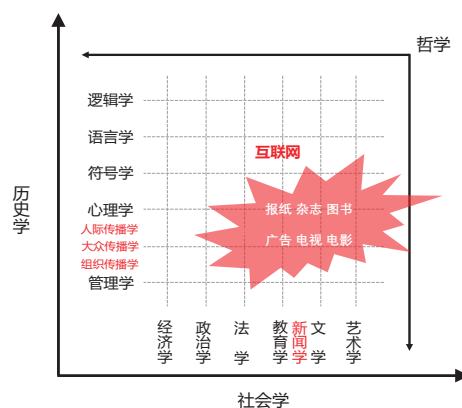 哲学
逻辑学
语言学
符号学
心理学
人际传播学
大众传播学
组织传播学
管理学
历史学
互联网
报纸 杂志 图书
广告 电视 电影
经济学
政治学
法学
教育学
新闻学
文学
艺术学
社会学